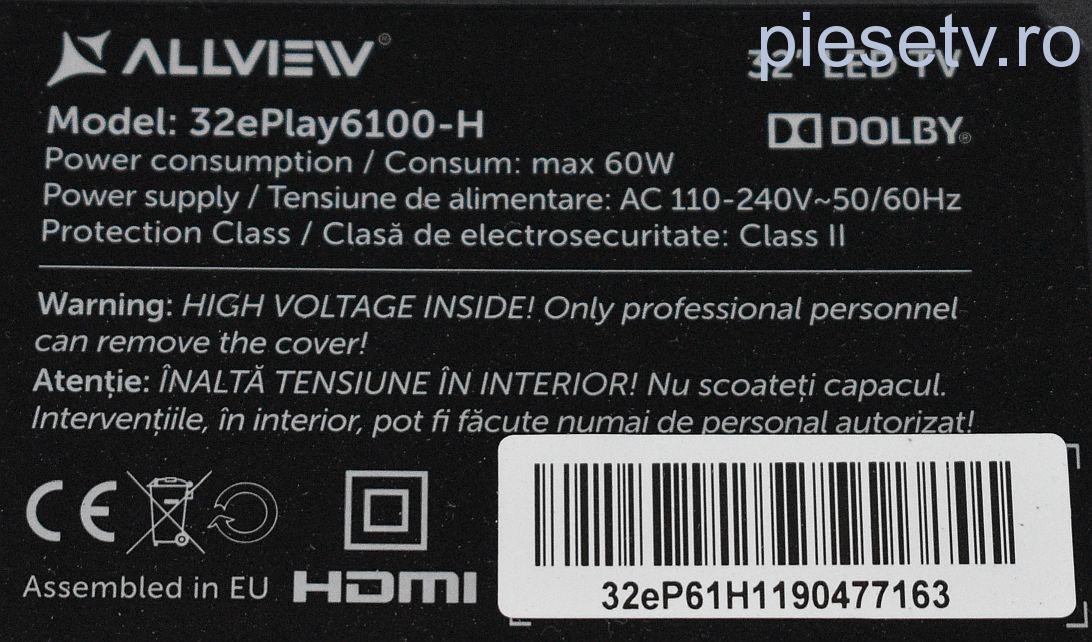 ALLVIEW®
piesetv.ro
32" LED TV
Model: 32ePlay6100-H
DOLBY®
Power consumption / Consum: max 60W
Power supply / Tensiune de alimentare: AC 110-240V~50/60Hz
Protection Class / Clasă de electrosecuritate: Class II
Warning: HIGH VOLTAGE INSIDE! Only professional personnel
can remove the cover!
Atenție: ÎNALTĂ TENSIUNE ÎN INTERIOR! Nu scoateți capacul.
Intervențiile, în interior, pot fi făcute numai de personal autorizat!
CE
Assembled in EU
HDMI
32eP61H1190477163